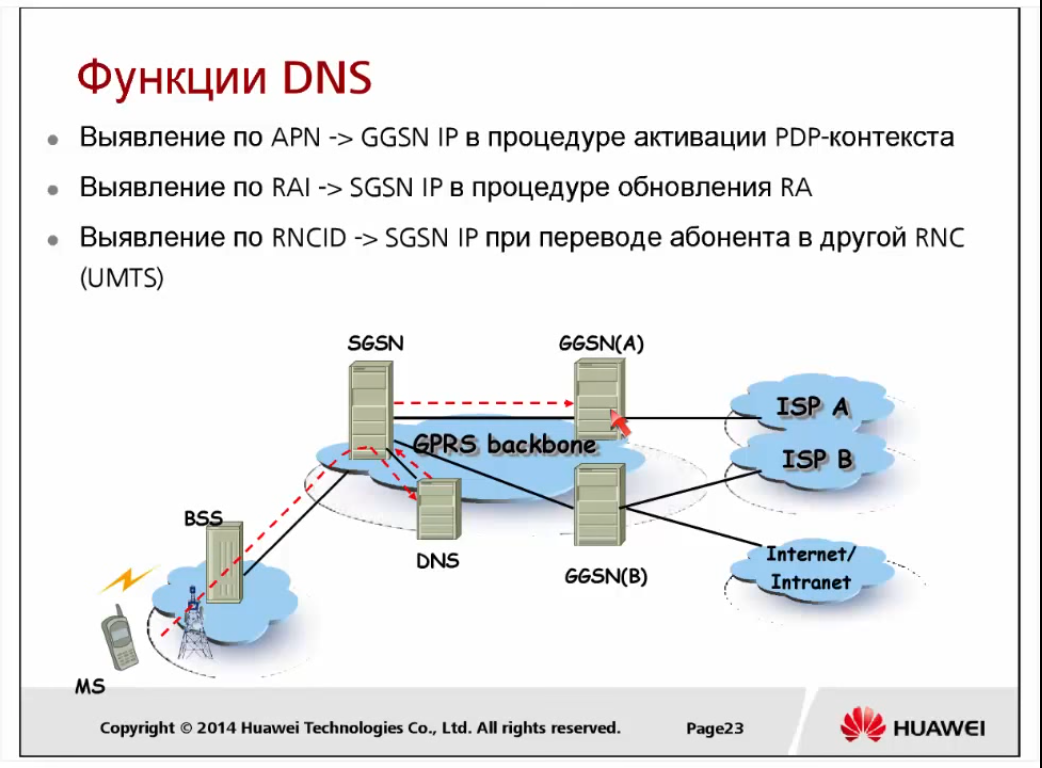 Функции DNS
Выявление по APN -> GGSN IP в процедуре активации PDP-контекста
Выявление по RAI -> SGSN IP в процедуре обновления RA
Выявление по RNCID -> SGSN IP при переводе абонента в другой RNC
(UMTS)
SGSN
GGSN(A)
ISP A
GPRS backbone
ISP B
BSS
DNS
GGSN(B)
Internet/
Intranet
MS
Copyright © 2014 Huawei Technologies Co., Ltd. All rights reserved.
Page23
HUAWEI